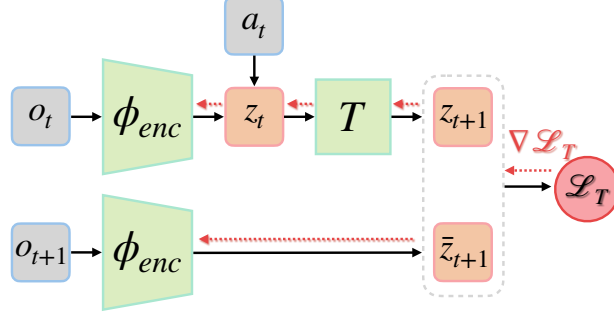 a_t
o_t
ϕ_enc
z_t
T
z_{t+1}
∇ℒ_T
ℒ_T
o_{t+1}
ϕ_enc
z̄_{t+1}